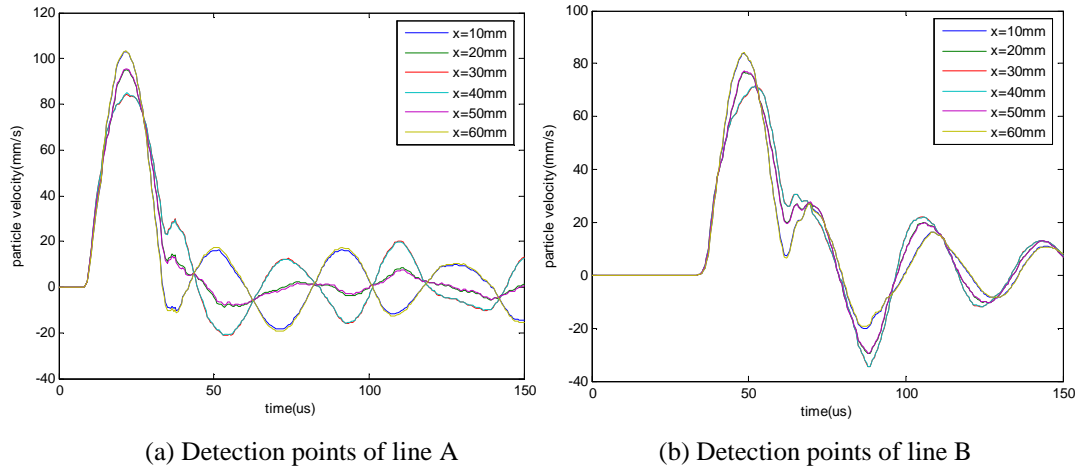 120
100
80
60
40
20
0
-20
-40
particle velocity(mm/s)
0
50
100
150
time(us)
x=10mm
x=20mm
x=30mm
x=40mm
x=50mm
x=60mm
(a) Detection points of line A
100
80
60
40
20
0
-20
-40
particle velocity(mm/s)
0
50
100
150
time(us)
x=10mm
x=20mm
x=30mm
x=40mm
x=50mm
x=60mm
(b) Detection points of line B